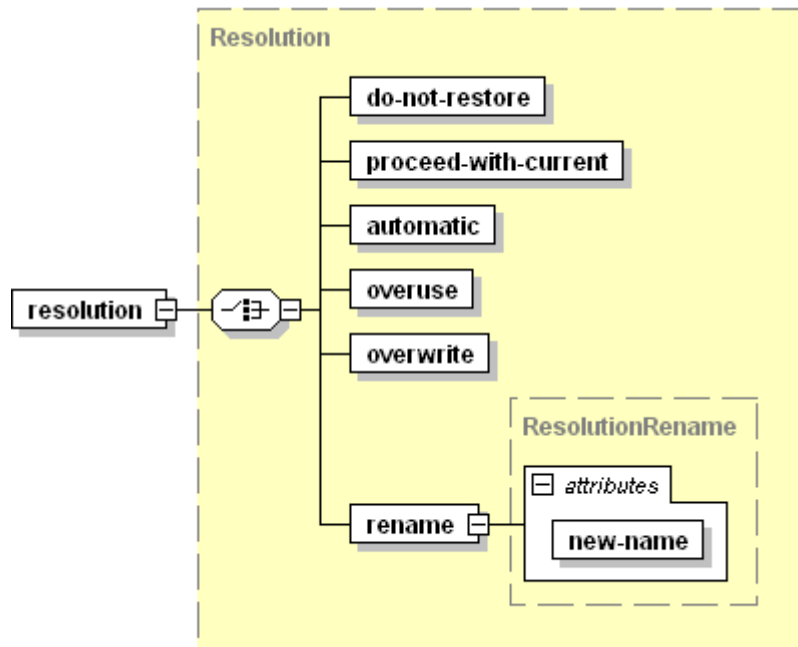 Resolution
do-not-restore
proceed-with-current
automatic
resolution
overuse
overwrite
ResolutionRename
attributes
rename
new-name